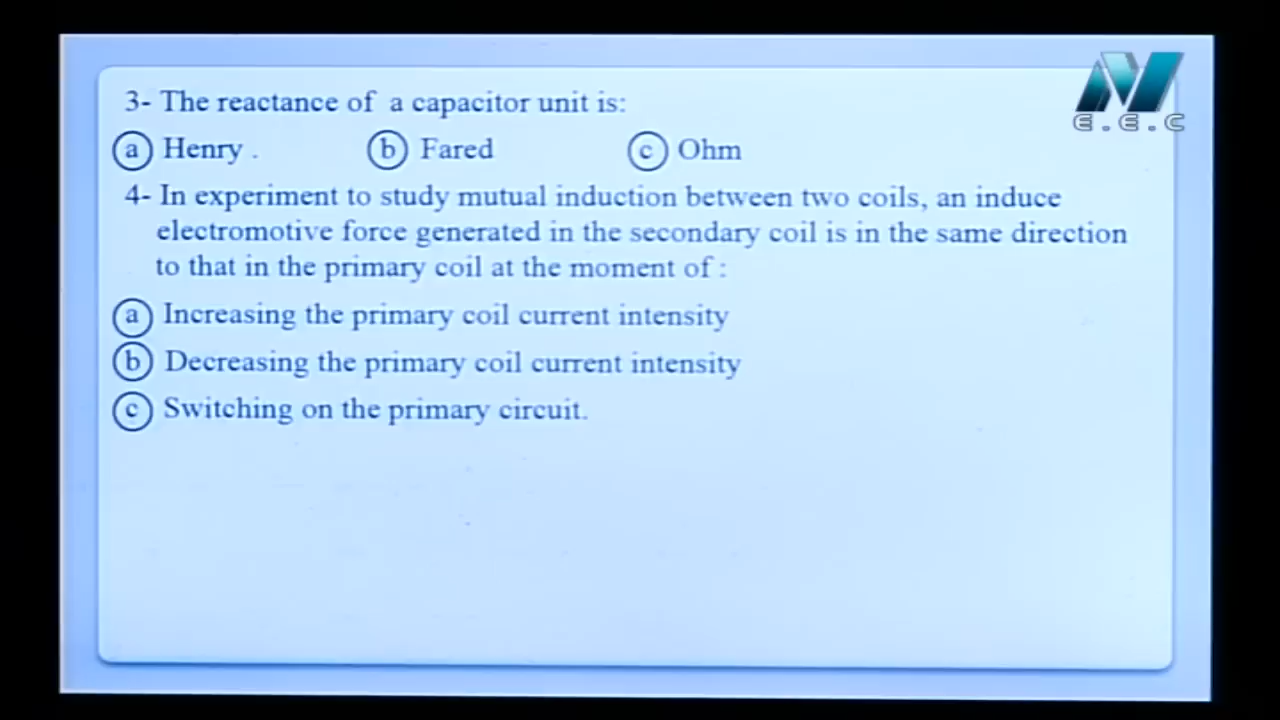 3- The reactance of a capacitor unit is:
a Henry . b Fared c Ohm
4- In experiment to study mutual induction between two coils, an induce
electromotive force generated in the secondary coil is in the same direction
to that in the primary coil at the moment of :
a Increasing the primary coil current intensity
b Decreasing the primary coil current intensity
c Switching on the primary circuit.
N
E.E.C